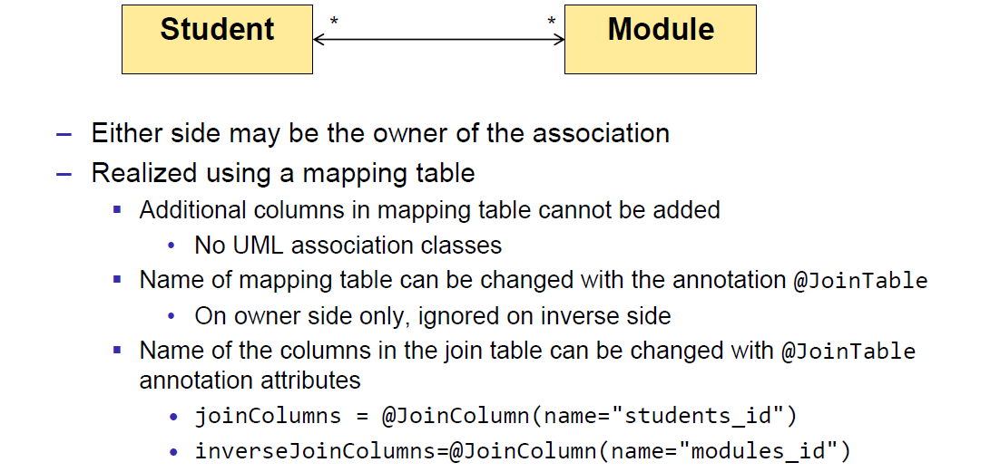 Student * * Module
– Either side may be the owner of the association
– Realized using a mapping table
▪ Additional columns in mapping table cannot be added
• No UML association classes
▪ Name of mapping table can be changed with the annotation @JoinTable
• On owner side only, ignored on inverse side
▪ Name of the columns in the join table can be changed with @JoinTable
annotation attributes
• joinColumns = @JoinColumn(name="students_id")
• inverseJoinColumns=@JoinColumn(name="modules_id")